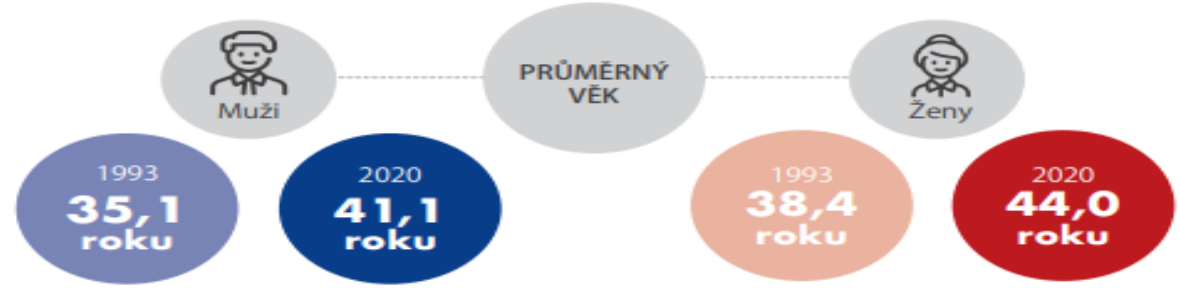 PRŮMĚRNÝ
VĚK
Muži
Ženy
1993
35,1
roku
2020
41,1
roku
1993
38,4
roku
2020
44,0
roku